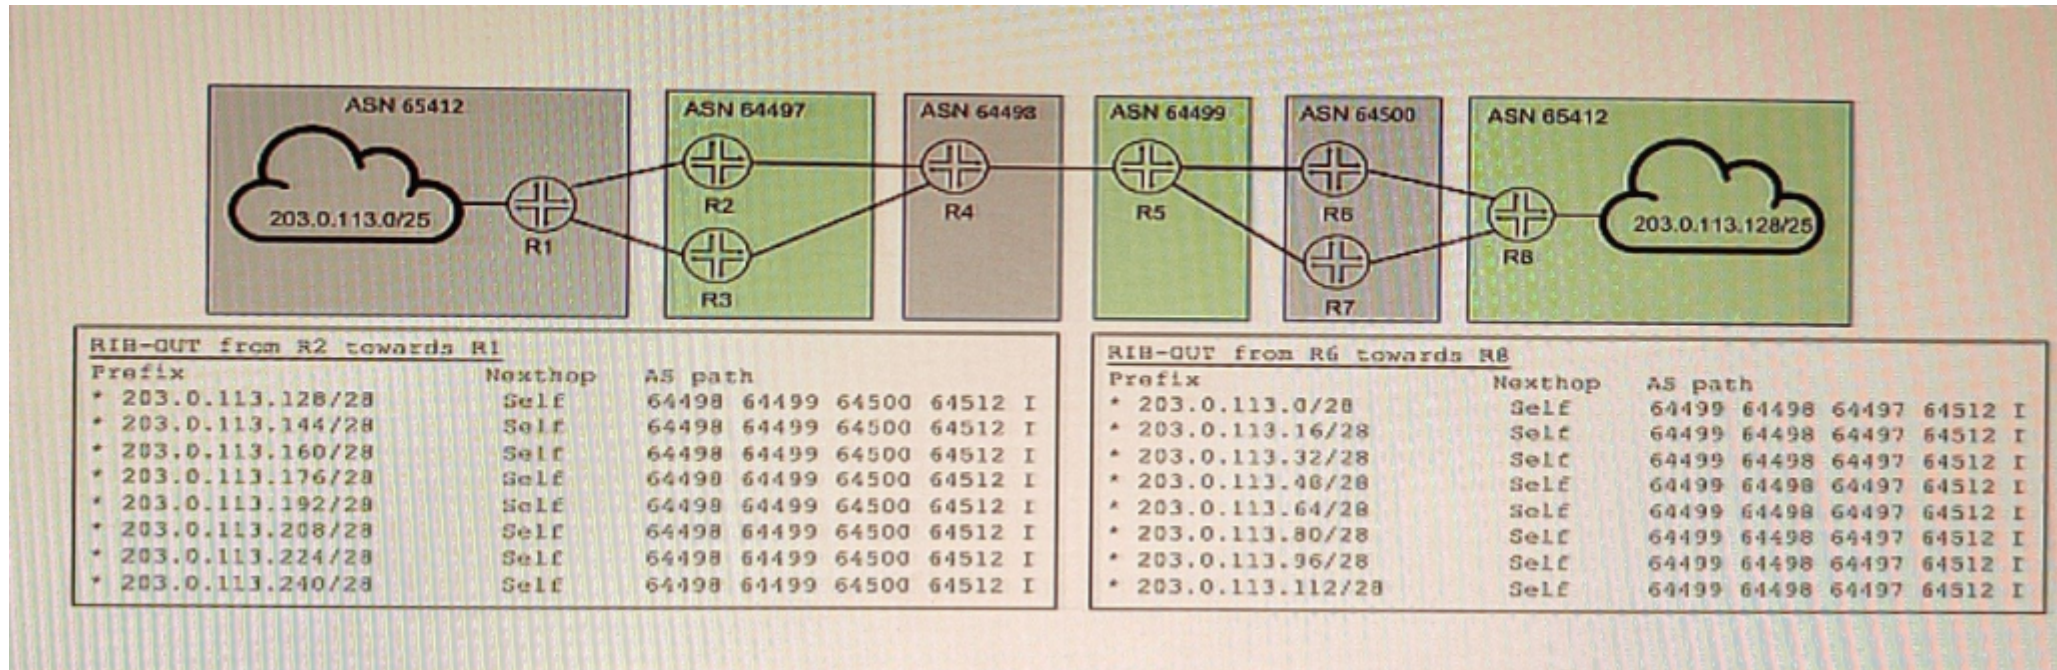 ASN 65412
ASN 64497
ASN 64498
ASN 64499
ASN 64500
ASN 65412
203.0.113.0/25
R1
R2
R3
R4
R5
R6
R7
R8
203.0.113.128/25
RIB-OUT from R2 towards R1
Prefix Nexthop AS path
* 203.0.113.128/28 Self 64498 64499 64500 64512 I
* 203.0.113.144/28 Self 64498 64499 64500 64512 I
* 203.0.113.160/28 Self 64498 64499 64500 64512 I
* 203.0.113.176/28 Self 64498 64499 64500 64512 I
* 203.0.113.192/28 Self 64498 64499 64500 64512 I
* 203.0.113.208/28 Self 64498 64499 64500 64512 I
* 203.0.113.224/28 Self 64498 64499 64500 64512 I
* 203.0.113.240/28 Self 64498 64499 64500 64512 I
RIB-OUT from R6 towards R8
Prefix Nexthop AS path
* 203.0.113.0/28 Self 64499 64498 64497 64512 I
* 203.0.113.16/28 Self 64499 64498 64497 64512 I
* 203.0.113.32/28 Self 64499 64498 64497 64512 I
* 203.0.113.48/28 Self 64499 64498 64497 64512 I
* 203.0.113.64/28 Self 64499 64498 64497 64512 I
* 203.0.113.80/28 Self 64499 64498 64497 64512 I
* 203.0.113.96/28 Self 64499 64498 64497 64512 I
* 203.0.113.112/28 Self 64499 64498 64497 64512 I